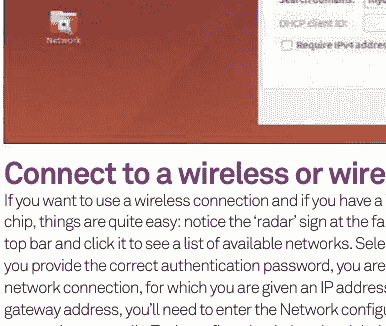 Network
DHCP client ID:
Require IPv4 address
Connect to a wireless or wire
If you want to use a wireless connection and if you have a
chip, things are quite easy: notice the ‘radar’ sign at the fa
top bar and click it to see a list of available networks. Sele
you provide the correct authentication password, you are
network connection, for which you are given an IP address
gateway address, you’ll need to enter the Network config